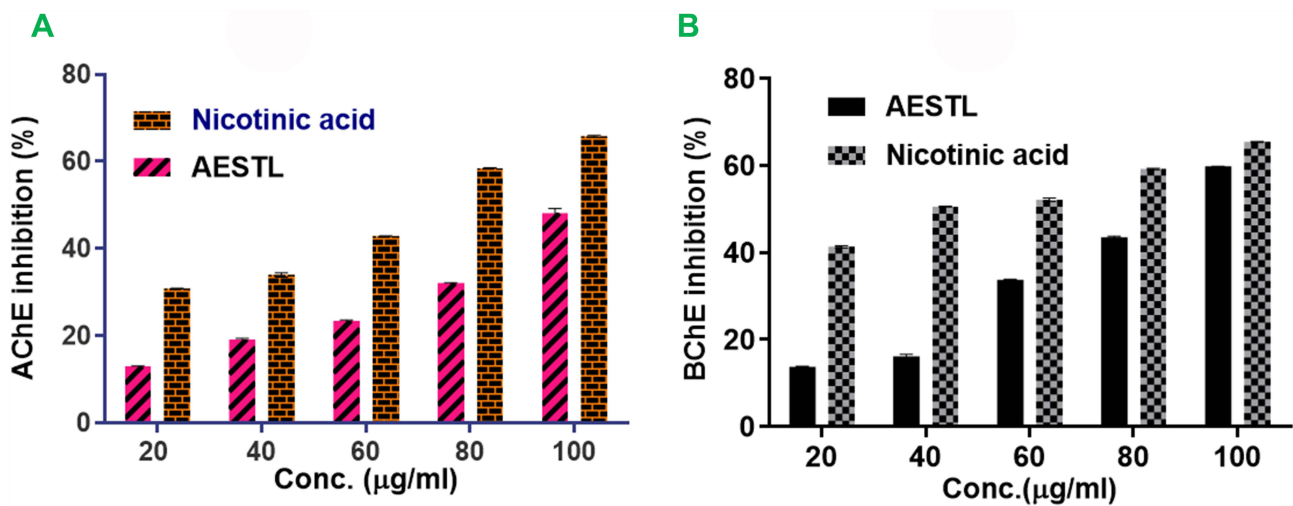 A
AChE inhibition (%)
80
60
40
20
0
Nicotinic acid
AESTL
20 40 60 80 100
Conc. (μg/ml)
B
BChE inhibition (%)
80
60
40
20
0
AESTL
Nicotinic acid
20 40 60 80 100
Conc.(μg/ml)